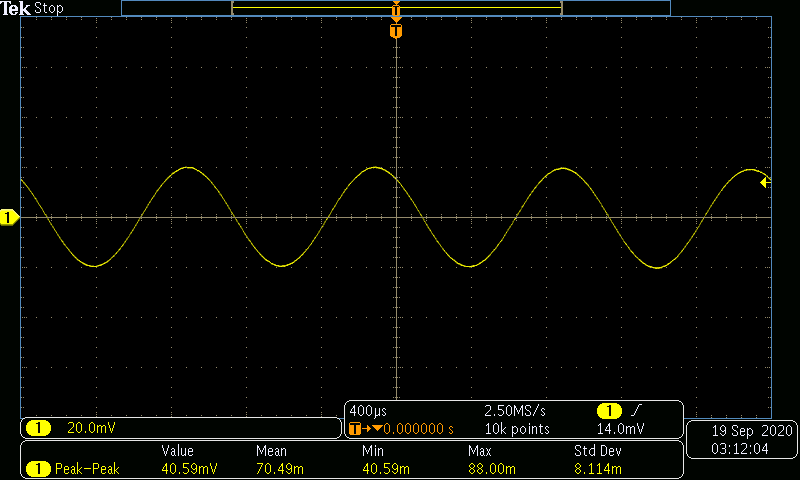 Tek Stop
T
T
1
400µs 2.50MS/s 1
1 20.0mV T 0.000000 s 10k points 14.0mV
19 Sep 2020
03:12:04
Value Mean Min Max Std Dev
1 Peak-Peak 40.59mV 70.49m 40.59m 88.00m 8.114m